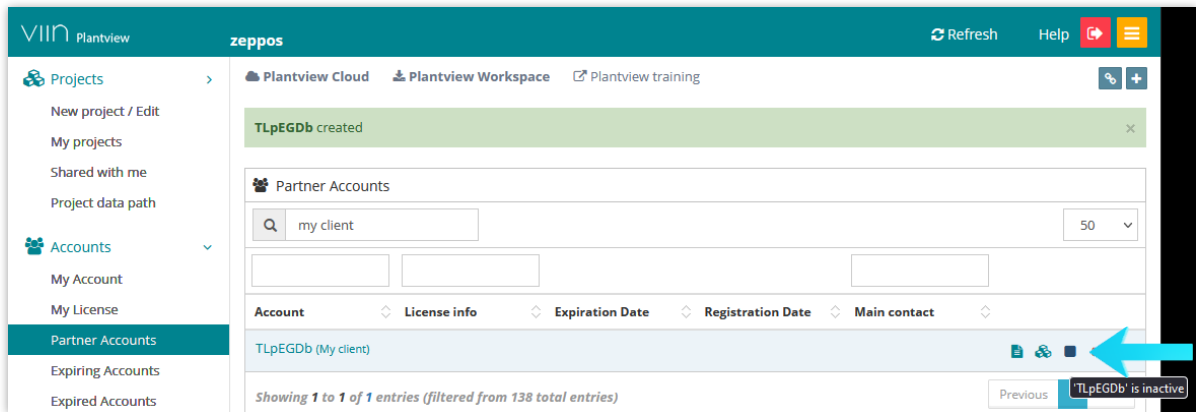 VIIN Plantview
zeppos
Refresh
Help
Projects
New project / Edit
My projects
Shared with me
Project data path
Accounts
My Account
My License
Partner Accounts
Expiring Accounts
Expired Accounts
Plantview Cloud
Plantview Workspace
Plantview training
TLpEGDb created
×
Partner Accounts
my client
50
Account
License info
Expiration Date
Registration Date
Main contact
TLpEGDb (My client)
'TLpEGDb' is inactive
Showing 1 to 1 of 1 entries (filtered from 138 total entries)
Previous